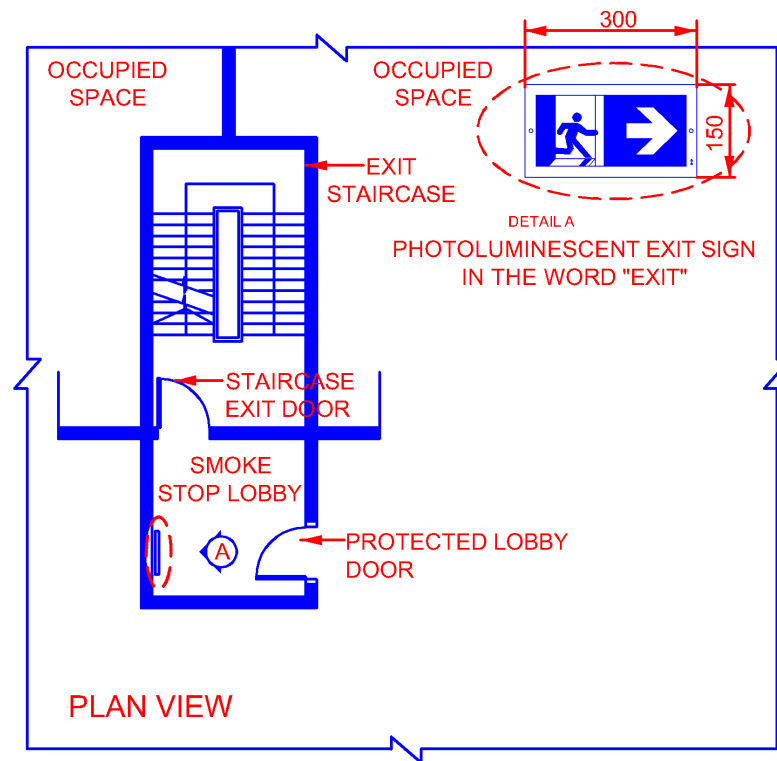 300
OCCUPIED
SPACE
OCCUPIED
SPACE
150
EXIT
STAIRCASE
DETAIL A
PHOTOLUMINESCENT EXIT SIGN
IN THE WORD "EXIT"
STAIRCASE
EXIT DOOR
SMOKE
STOP LOBBY
A
PROTECTED LOBBY
DOOR
PLAN VIEW